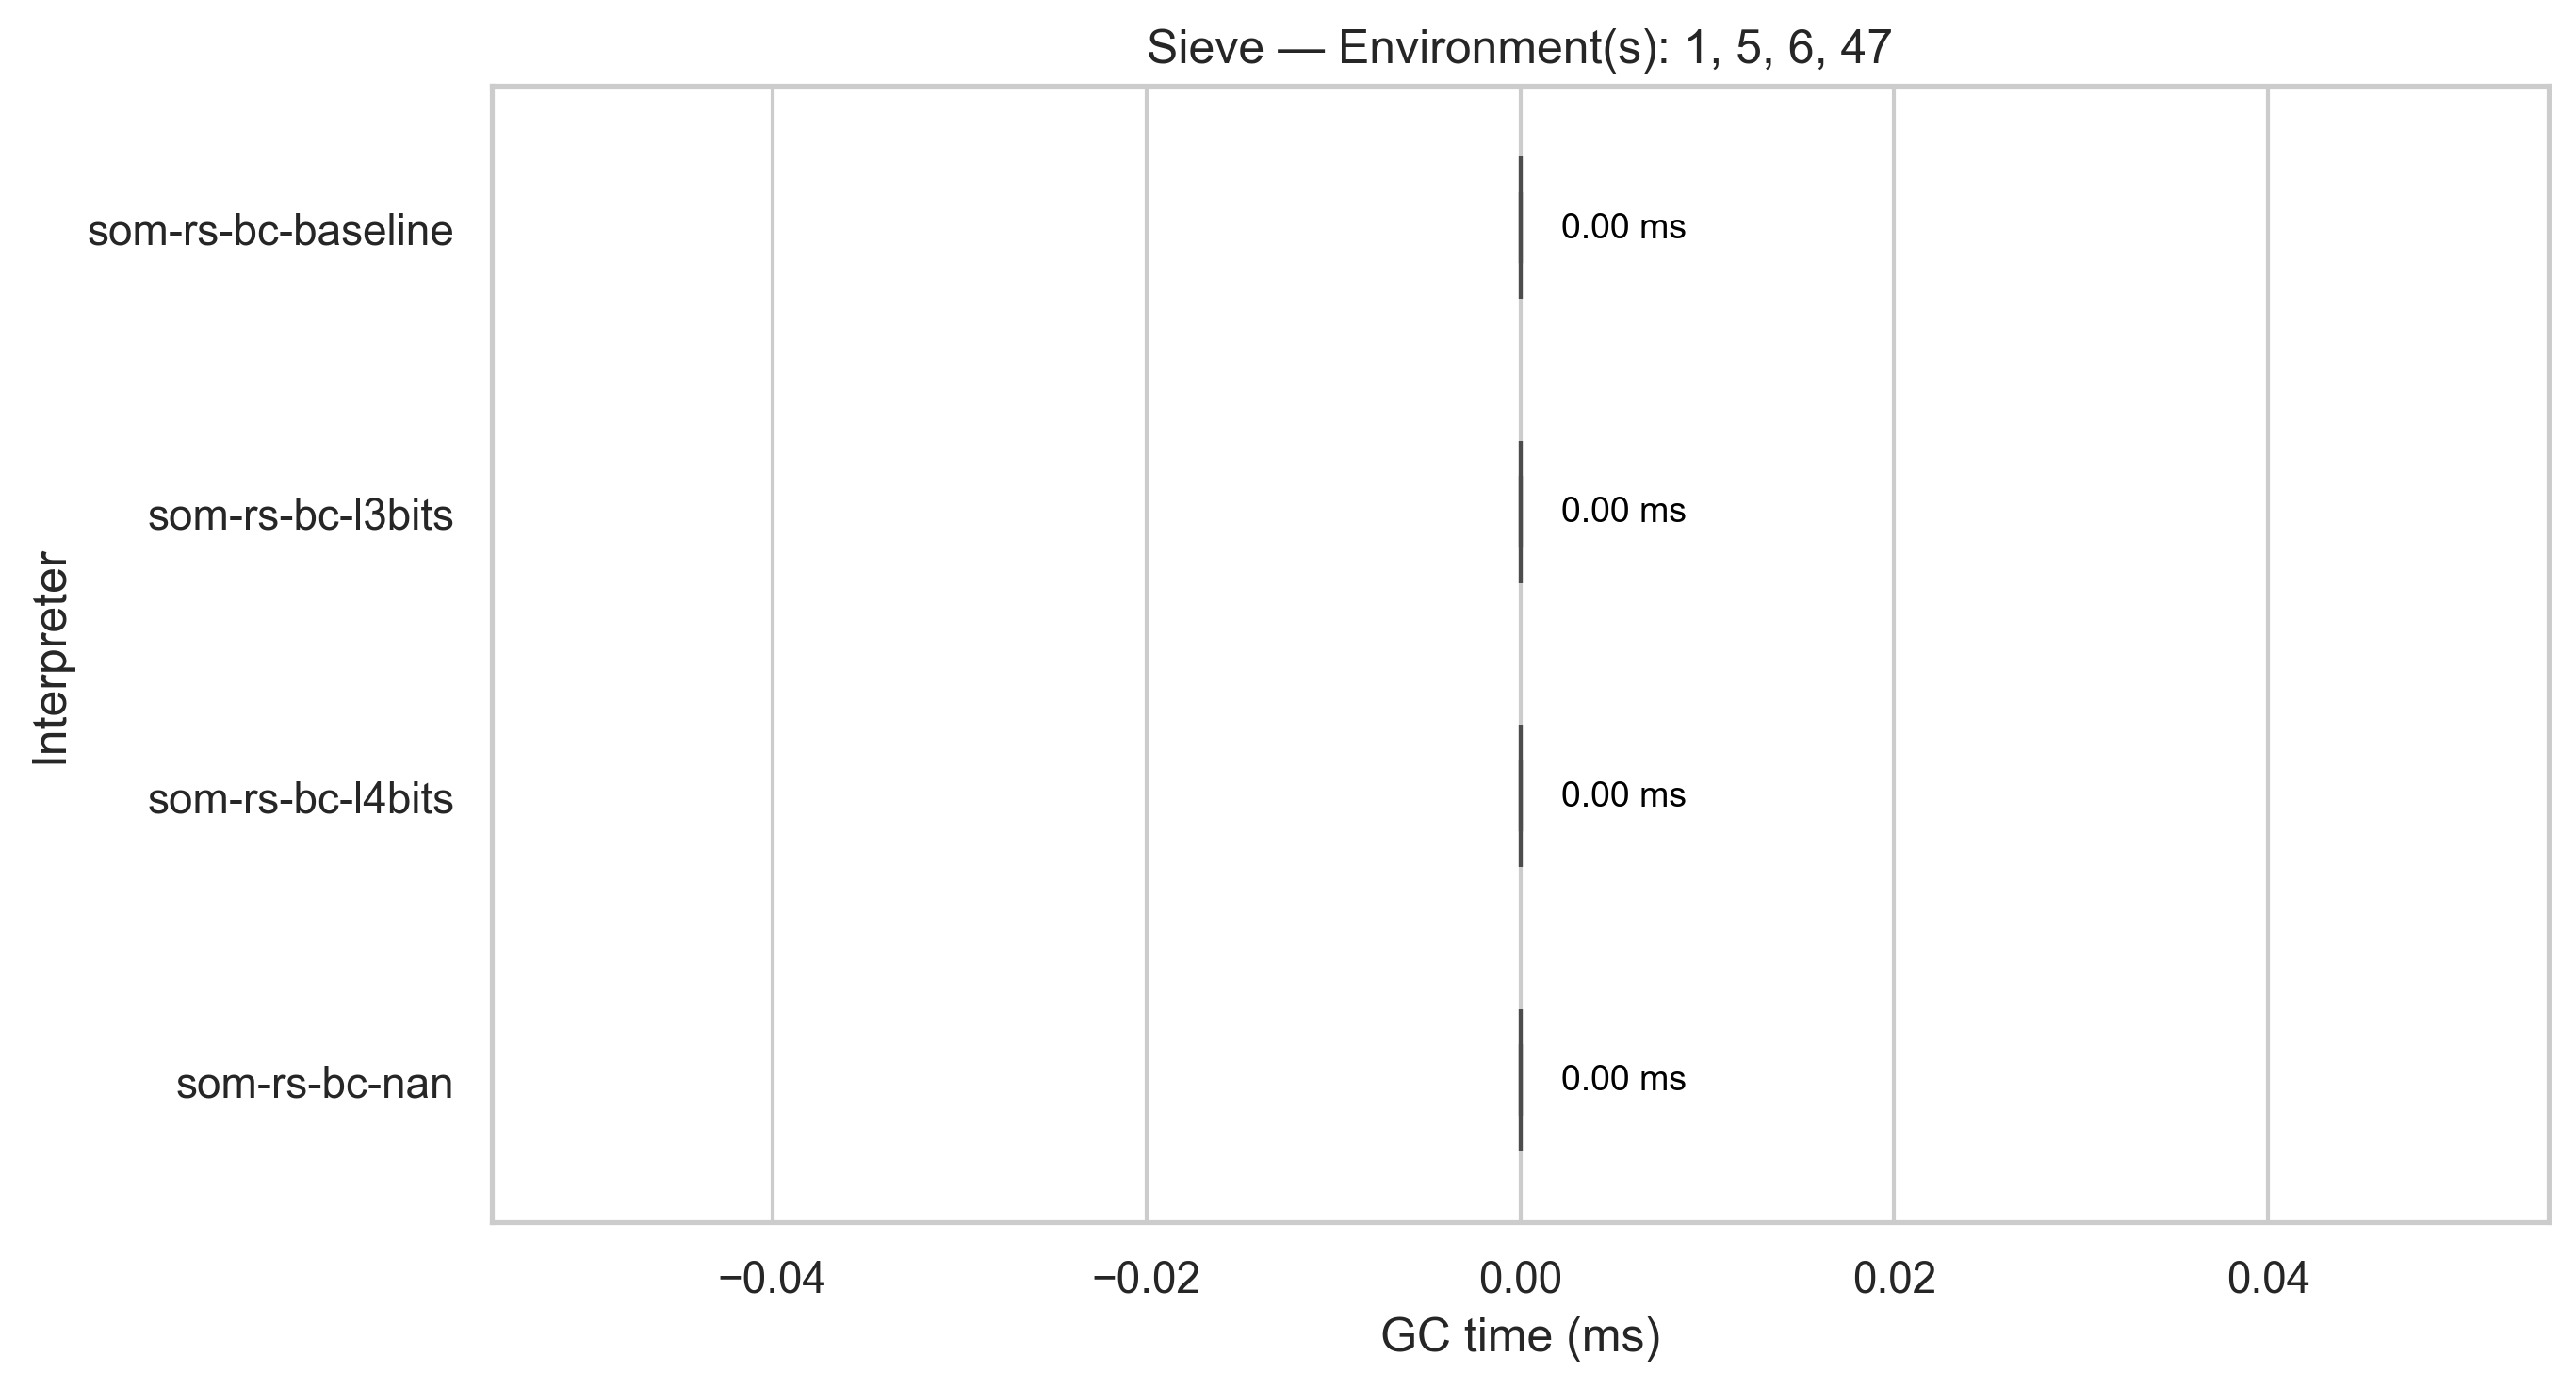 Sieve — Environment(s): 1, 5, 6, 47
som-rs-bc-baseline
0.00 ms
som-rs-bc-l3bits
0.00 ms
som-rs-bc-l4bits
0.00 ms
som-rs-bc-nan
0.00 ms
Interpreter
−0.04
−0.02
0.00
0.02
0.04
GC time (ms)